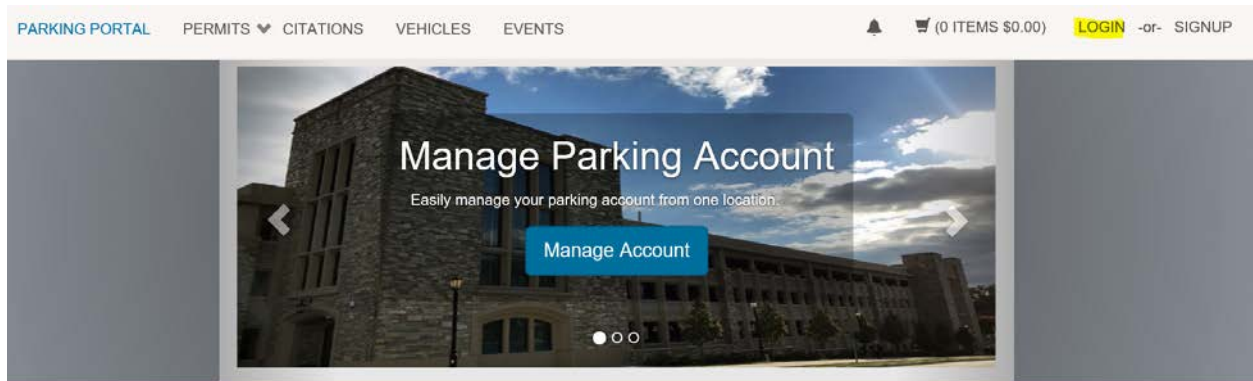 PARKING PORTAL PERMITS CITATIONS VEHICLES EVENTS (0 ITEMS $0.00) LOGIN -or- SIGNUP
Manage Parking Account
Easily manage your parking account from one location.
Manage Account